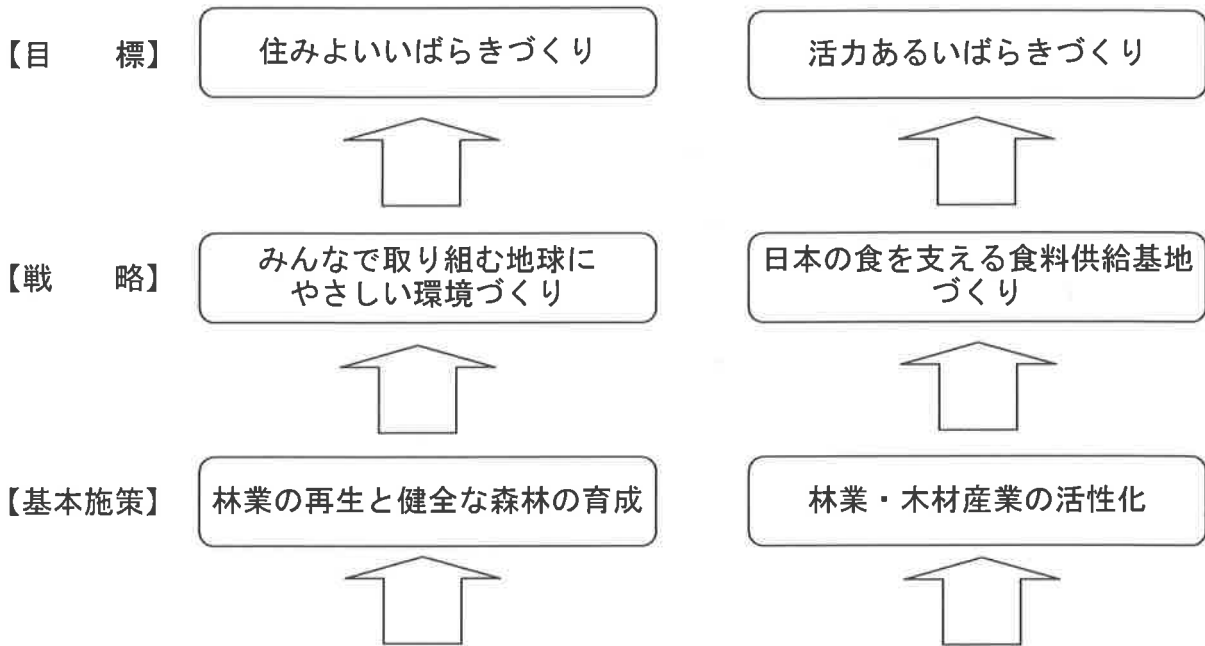 【目　　標】
住みよいいばらきづくり
活力あるいばらきづくり
【戦　　略】
みんなで取り組む地球に
やさしい環境づくり
日本の食を支える食料供給基地
づくり
【基本施策】
林業の再生と健全な森林の育成
林業・木材産業の活性化